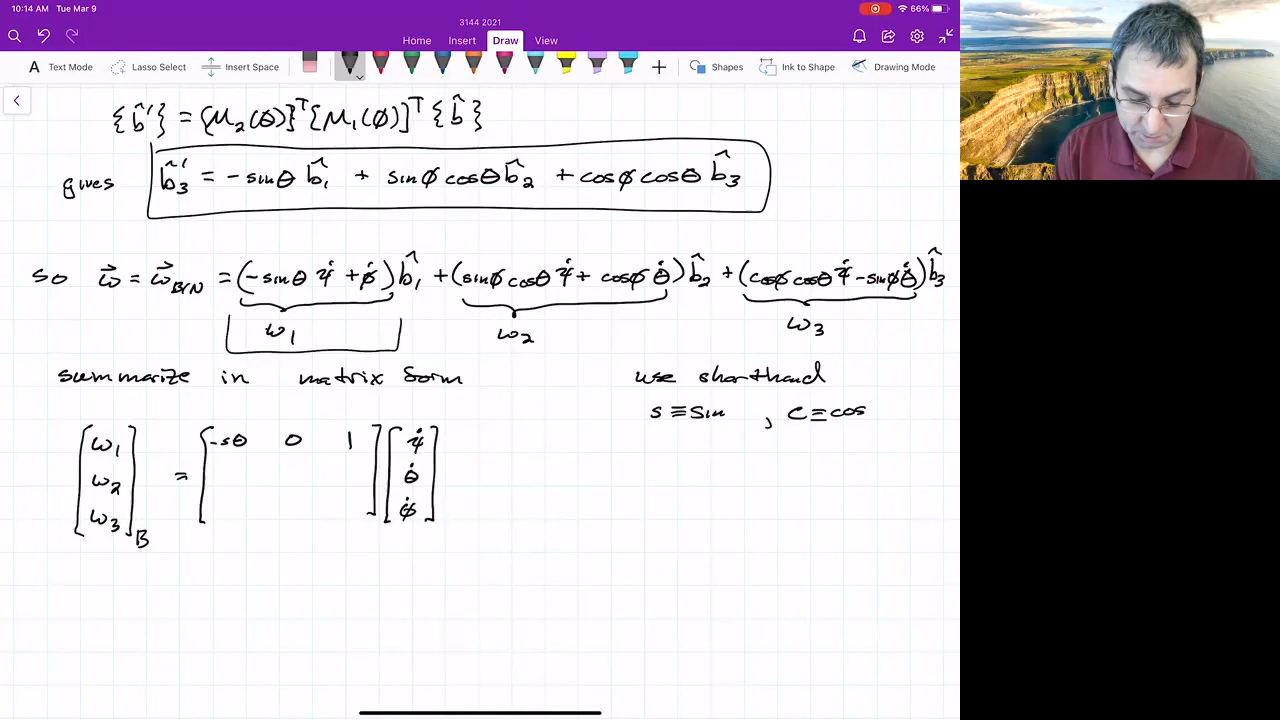 10:14 AM Tue Mar 9
66%
3144 2021
Home Insert Draw View
Text Mode Lasso Select Insert Space Shapes Ink to Shape Drawing Mode
{b̂'} = [M₂(θ)]ᵀ [M₁(φ)]ᵀ {b̂}
gives b̂₃' = -sinθ b̂₁ + sinφ cosθ b̂₂ + cosφ cosθ b̂₃
so ω⃗ = ω⃗_B/N = (-sinθ ψ̇ + φ̇) b̂₁ + (sinφ cosθ ψ̇ + cosφ θ̇) b̂₂ + (cosφ cosθ ψ̇ - sinφ θ̇) b̂₃
ω₁ ω₂ ω₃
summarize in matrix form use shorthand
s ≡ sin , c ≡ cos
[ω₁ ω₂ ω₃]_B = [-sθ 0 1] [ψ̇ θ̇ φ̇]